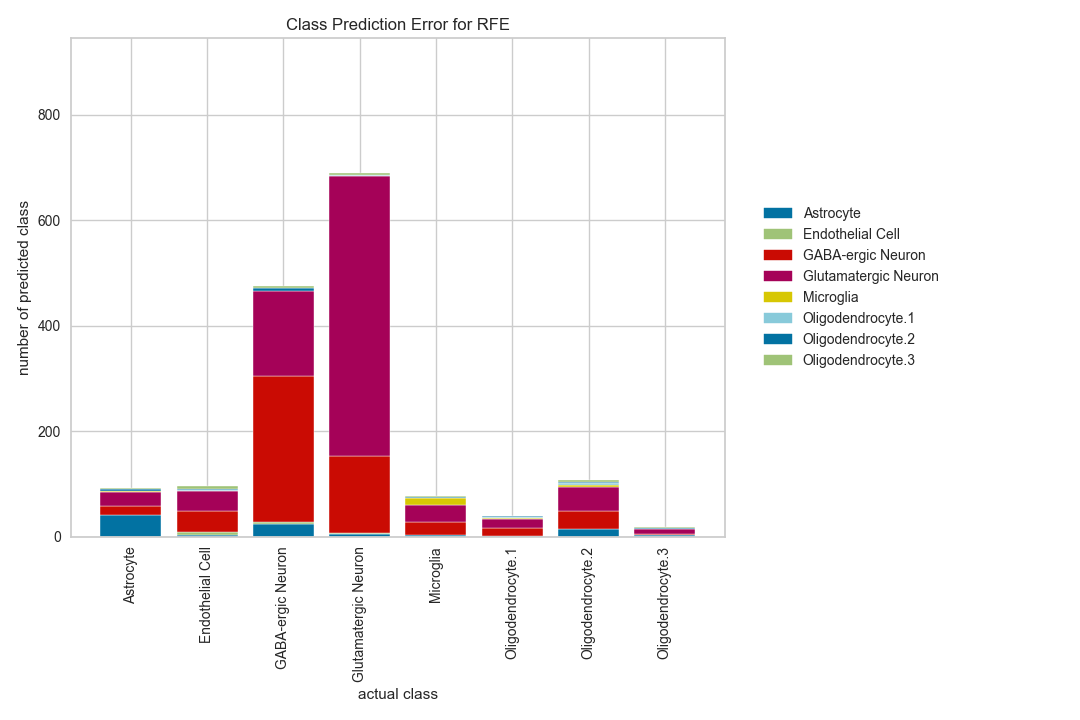 Class Prediction Error for RFE
number of predicted class
800
600
400
200
0
Astrocyte
Endothelial Cell
GABA-ergic Neuron
Glutamatergic Neuron
Microglia
Oligodendrocyte.1
Oligodendrocyte.2
Oligodendrocyte.3
actual class
Astrocyte
Endothelial Cell
GABA-ergic Neuron
Glutamatergic Neuron
Microglia
Oligodendrocyte.1
Oligodendrocyte.2
Oligodendrocyte.3